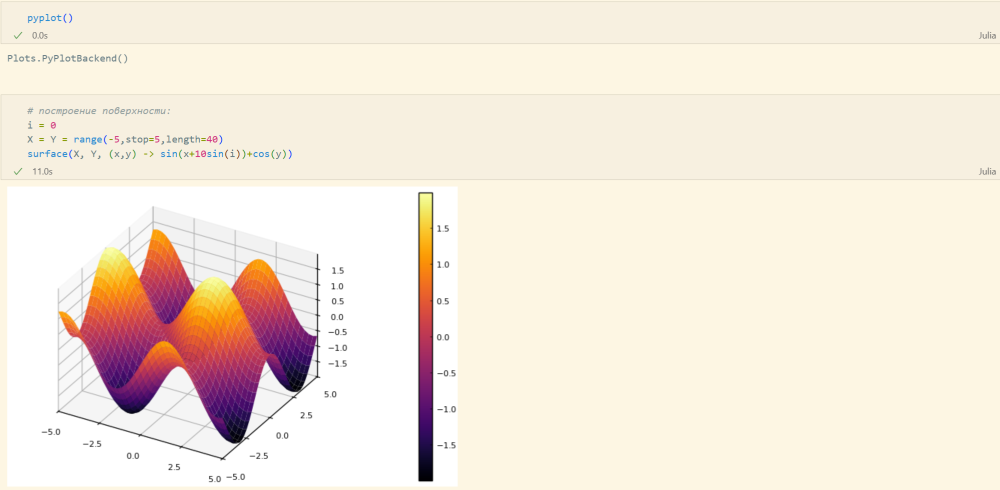 pyplot()
0.0s
Julia
Plots.PyPlotBackend()
# построение поверхности:
i = 0
X = Y = range(-5,stop=5,length=40)
surface(X, Y, (x,y) -> sin(x+10sin(i))+cos(y))
11.0s
Julia
1.5
1.0
0.5
0.0
−0.5
−1.0
−1.5
5.0
2.5
0.0
−2.5
−5.0
−5.0
−2.5
0.0
2.5
5.0
1.5
1.0
0.5
0.0
−0.5
−1.0
−1.5